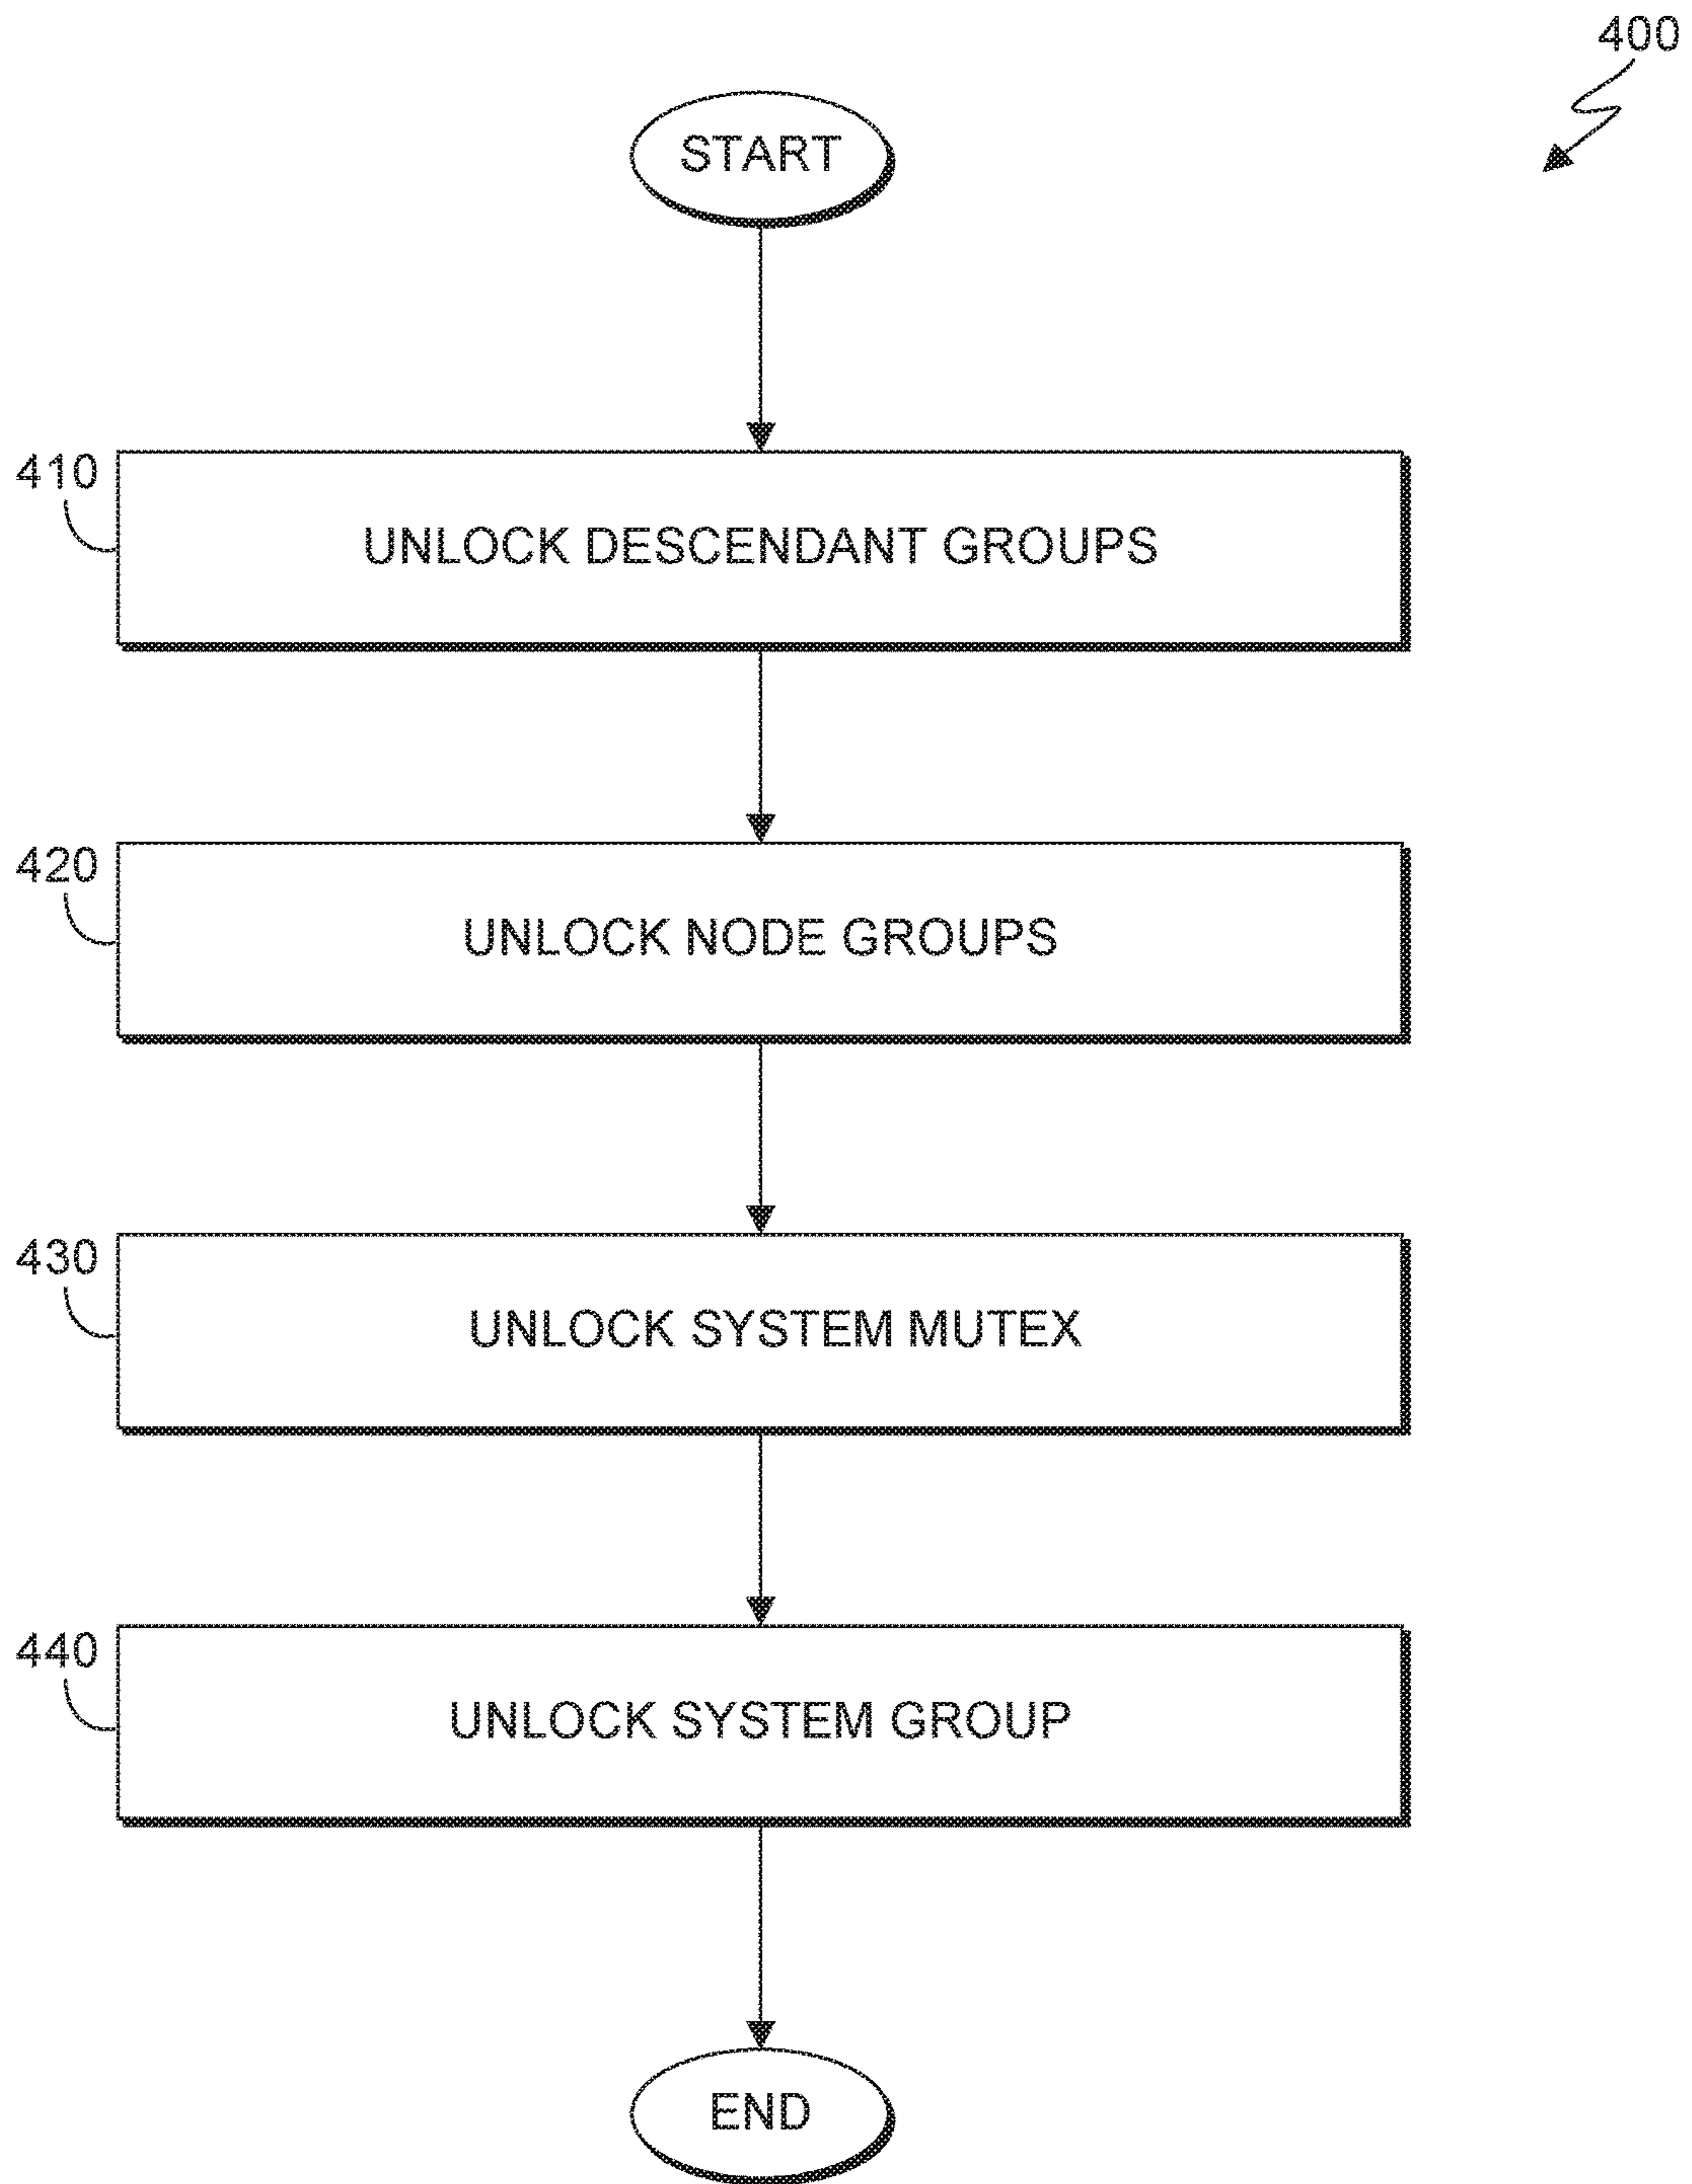 400
START
410
UNLOCK DESCENDANT GROUPS
420
UNLOCK NODE GROUPS
430
UNLOCK SYSTEM MUTEX
440
UNLOCK SYSTEM GROUP
END